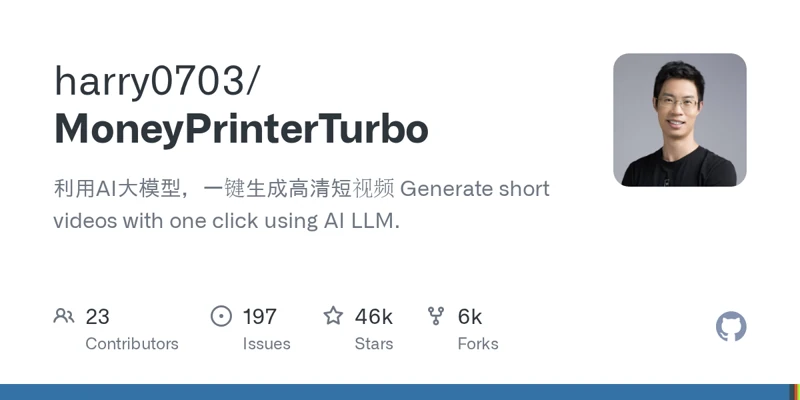 harry0703/
MoneyPrinterTurbo
利用AI大模型，一键生成高清短视频 Generate short
videos with one click using AI LLM.
23
Contributors
197
Issues
46k
Stars
6k
Forks